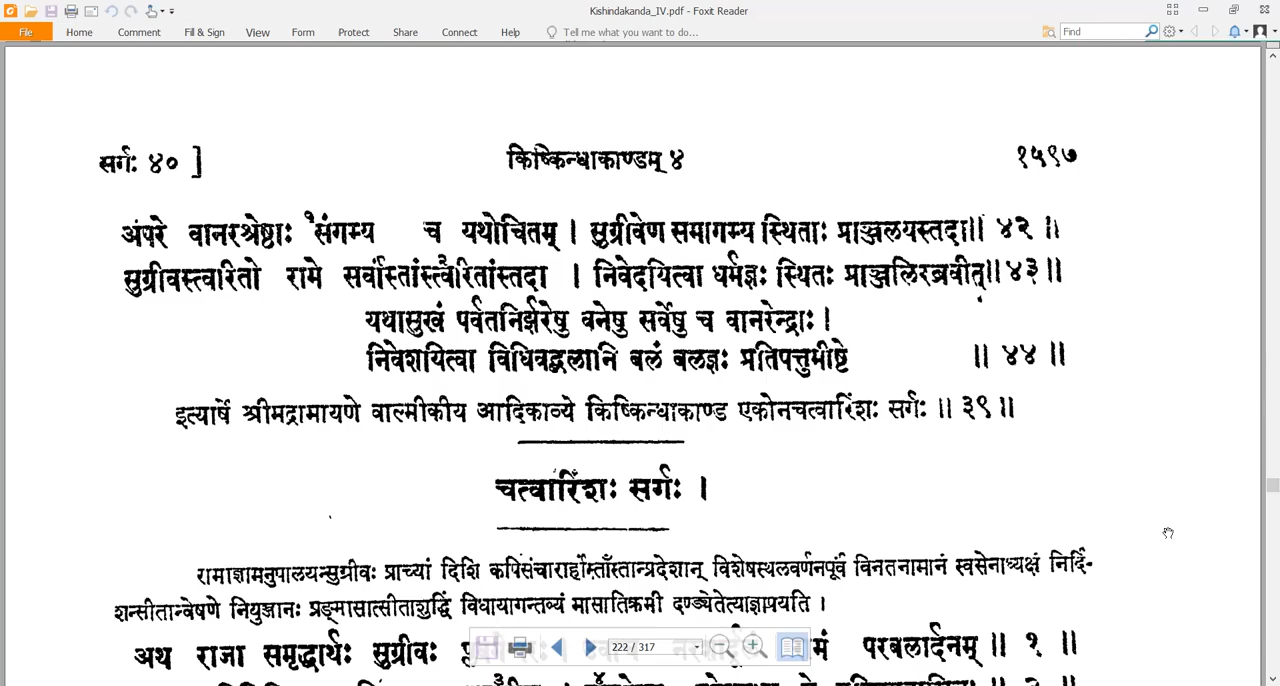 Kishindakanda_IV.pdf - Foxit Reader
File Home Comment Fill & Sign View Form Protect Share Connect Help Tell me what you want to do... Find
सर्गः ४० ] किष्किन्धाकाण्डम् ४ १५९७
अंपरे वानरश्रेष्ठाः संगम्य च यथोचितम् । सुग्रीवेण समागम्य स्थिताः प्राञ्जलयस्तदा॥ ४२ ॥
सुग्रीवस्त्वरितो रामे सर्वास्तांस्त्वरितांस्तदा । निवेदयित्वा धर्मज्ञः स्थितः प्राञ्जलिरब्रवीत्॥ ४३ ॥
यथासुखं पर्वतनिर्झरेषु वनेषु सर्वेषु च वानरेन्द्राः ।
निवेशयित्वा विधिवद्बलानि बलं बलज्ञः प्रतिपत्तुमीष्टे ॥ ४४ ॥
इत्यार्षे श्रीमद्रामायणे वाल्मीकीय आदिकाव्ये किष्किन्धाकाण्ड एकोनचत्वारिंशः सर्गः ॥ ३९ ॥
चत्वारिंशः सर्गः ।
रामाज्ञामनुपालयन्सुग्रीवः प्राच्यां दिशि कपिसंचारार्हांस्ताँस्तान्प्रदेशान् विशेषस्थलवर्णनपूर्वं विनतनामानं स्वसेनाध्यक्षं निर्दि-
शन्सीतान्वेषणे नियुञ्जानः प्राङ्मासात्सीताशुद्धिं विधायागन्तव्यं मासातिक्रमी दण्ड्येतेत्याज्ञापयति ।
अथ राजा समृद्धार्थः सुग्रीवः परबलार्दनम् ॥ १ ॥
222 / 317